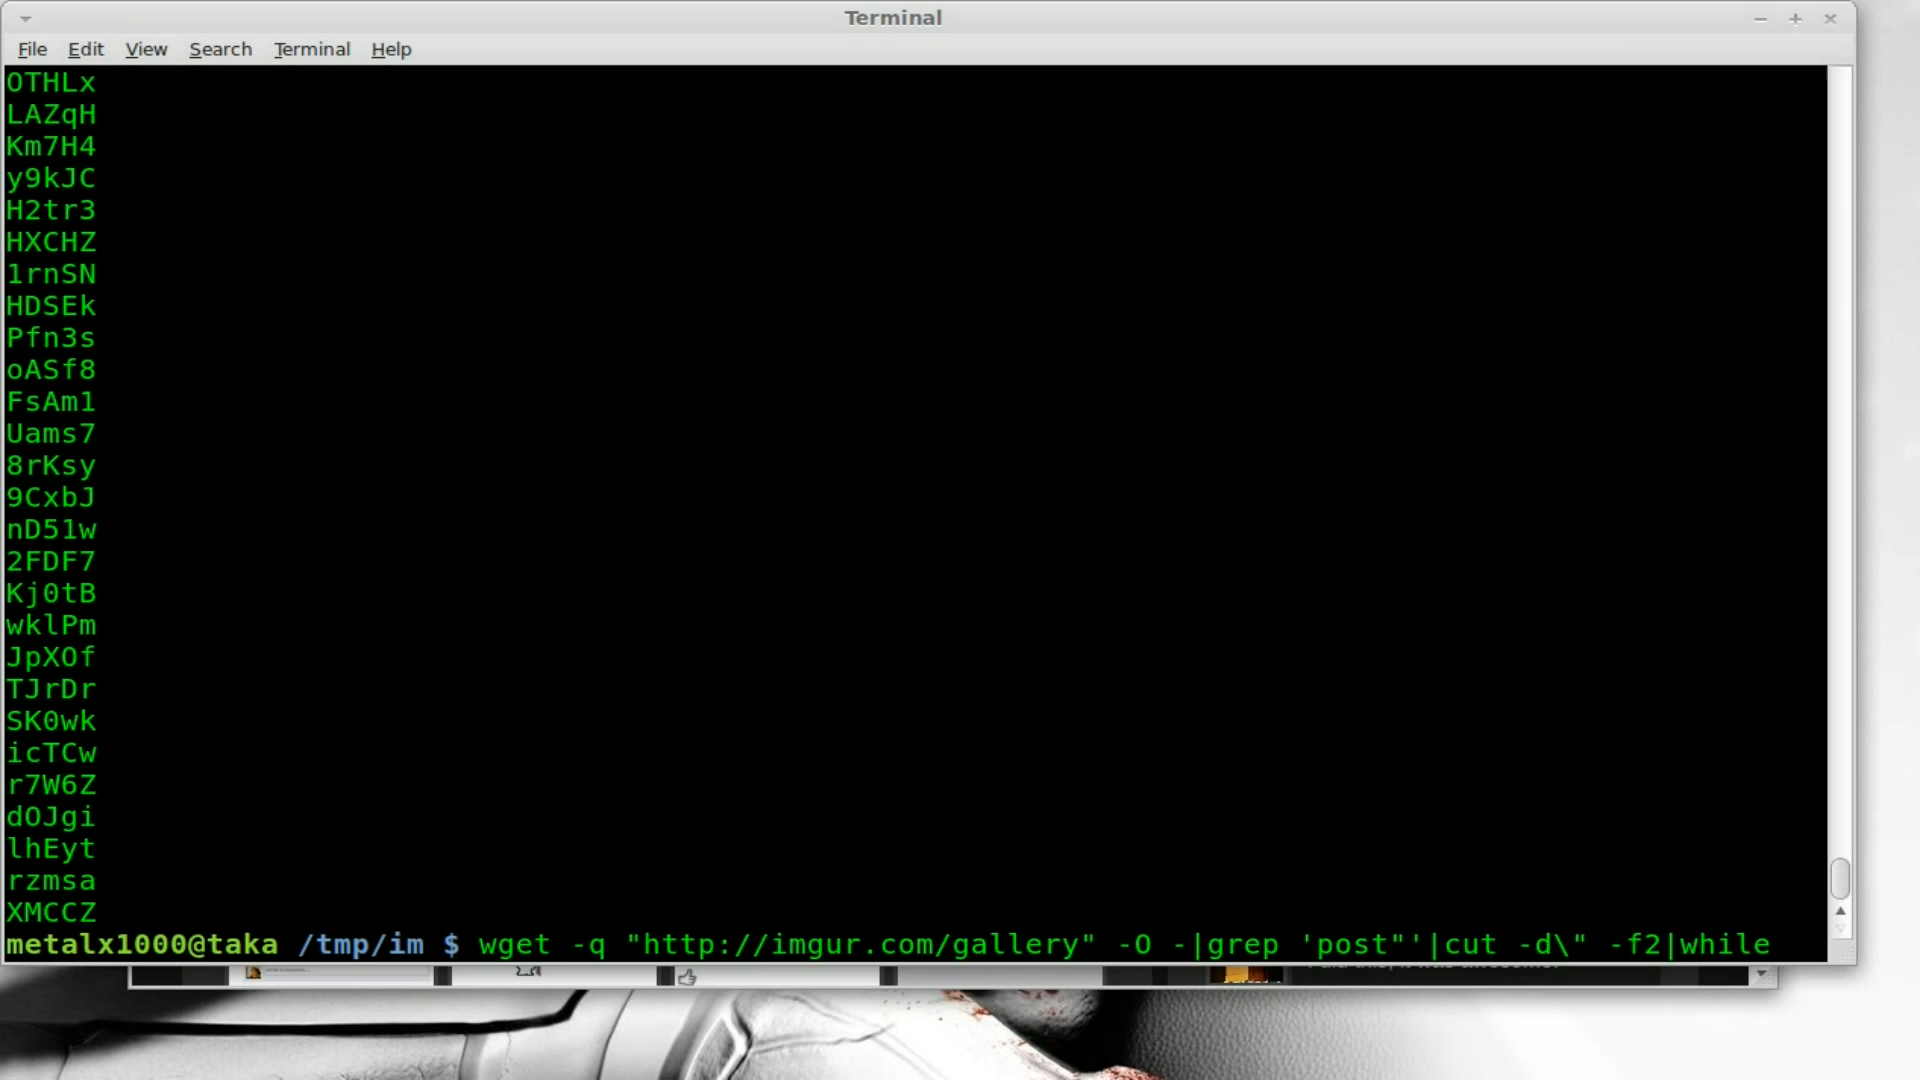 Terminal
File Edit View Search Terminal Help
OTHLx
LAZqH
Km7H4
y9kJC
H2tr3
HXCHZ
1rnSN
HDSEk
Pfn3s
oASf8
FsAm1
Uams7
8rKsy
9CxbJ
nD51w
2FDF7
Kj0tB
wklPm
JpXOf
TJrDr
SK0wk
icTCw
r7W6Z
dOJgi
lhEyt
rzmsa
XMCCZ
metalx1000@taka /tmp/im $ wget -q "http://imgur.com/gallery" -O -|grep 'post"'|cut -d\" -f2|while